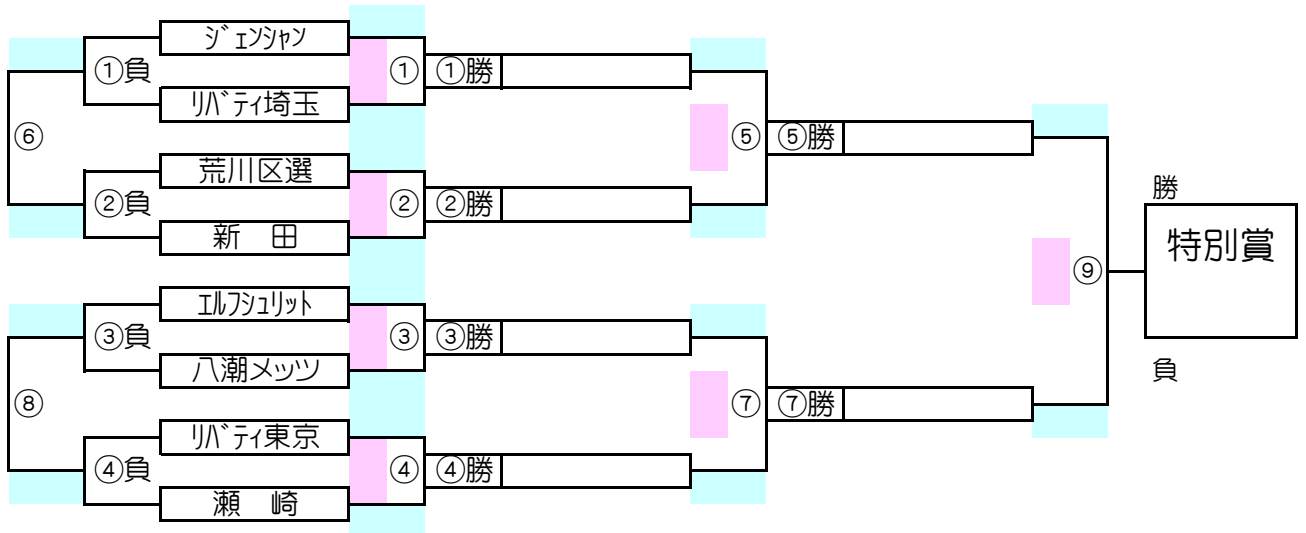 ｼﾞｪﾝｼｬﾝ
①負 ① ①勝
ﾘﾊﾞﾃｨ埼玉
⑥ ⑤ ⑤勝
荒川区選
②負 ② ②勝
新　田
勝
特別賞
⑨
ｴﾙﾌｼｭﾘｯﾄ
③負 ③ ③勝
八潮メッツ
負
⑧ ⑦ ⑦勝
ﾘﾊﾞﾃｨ東京
④負 ④ ④勝
瀬　崎